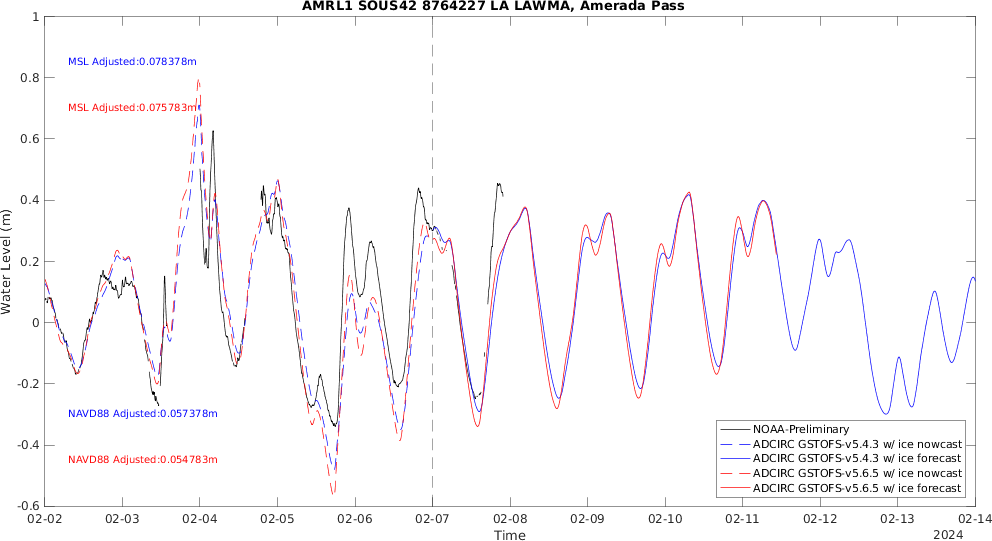 AMRL1 SOUS42 8764227 LA LAWMA, Amerada Pass
1
0.8
0.6
0.4
0.2
0
-0.2
-0.4
-0.6
Water Level (m)
MSL Adjusted:0.078378m
MSL Adjusted:0.075783m
NAVD88 Adjusted:0.057378m
NAVD88 Adjusted:0.054783m
NOAA-Preliminary
ADCIRC GSTOFS-v5.4.3 w/ ice nowcast
ADCIRC GSTOFS-v5.4.3 w/ ice forecast
ADCIRC GSTOFS-v5.6.5 w/ ice nowcast
ADCIRC GSTOFS-v5.6.5 w/ ice forecast
02-02 02-03 02-04 02-05 02-06 02-07 02-08 02-09 02-10 02-11 02-12 02-13 02-14
Time
2024